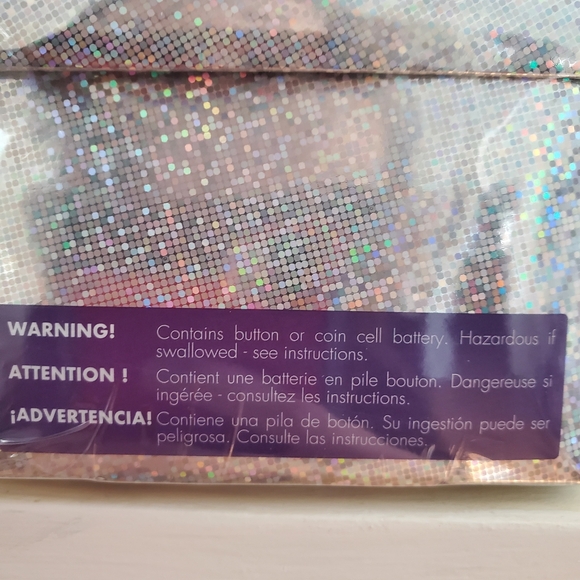 WARNING! Contains button or coin cell battery. Hazardous if
swallowed - see instructions.
ATTENTION ! Contient une batterie en pile bouton. Dangereuse si
ingérée - consultez les instructions.
¡ADVERTENCIA! Contiene una pila de botón. Su ingestión puede ser
peligrosa. Consulte las instrucciones.